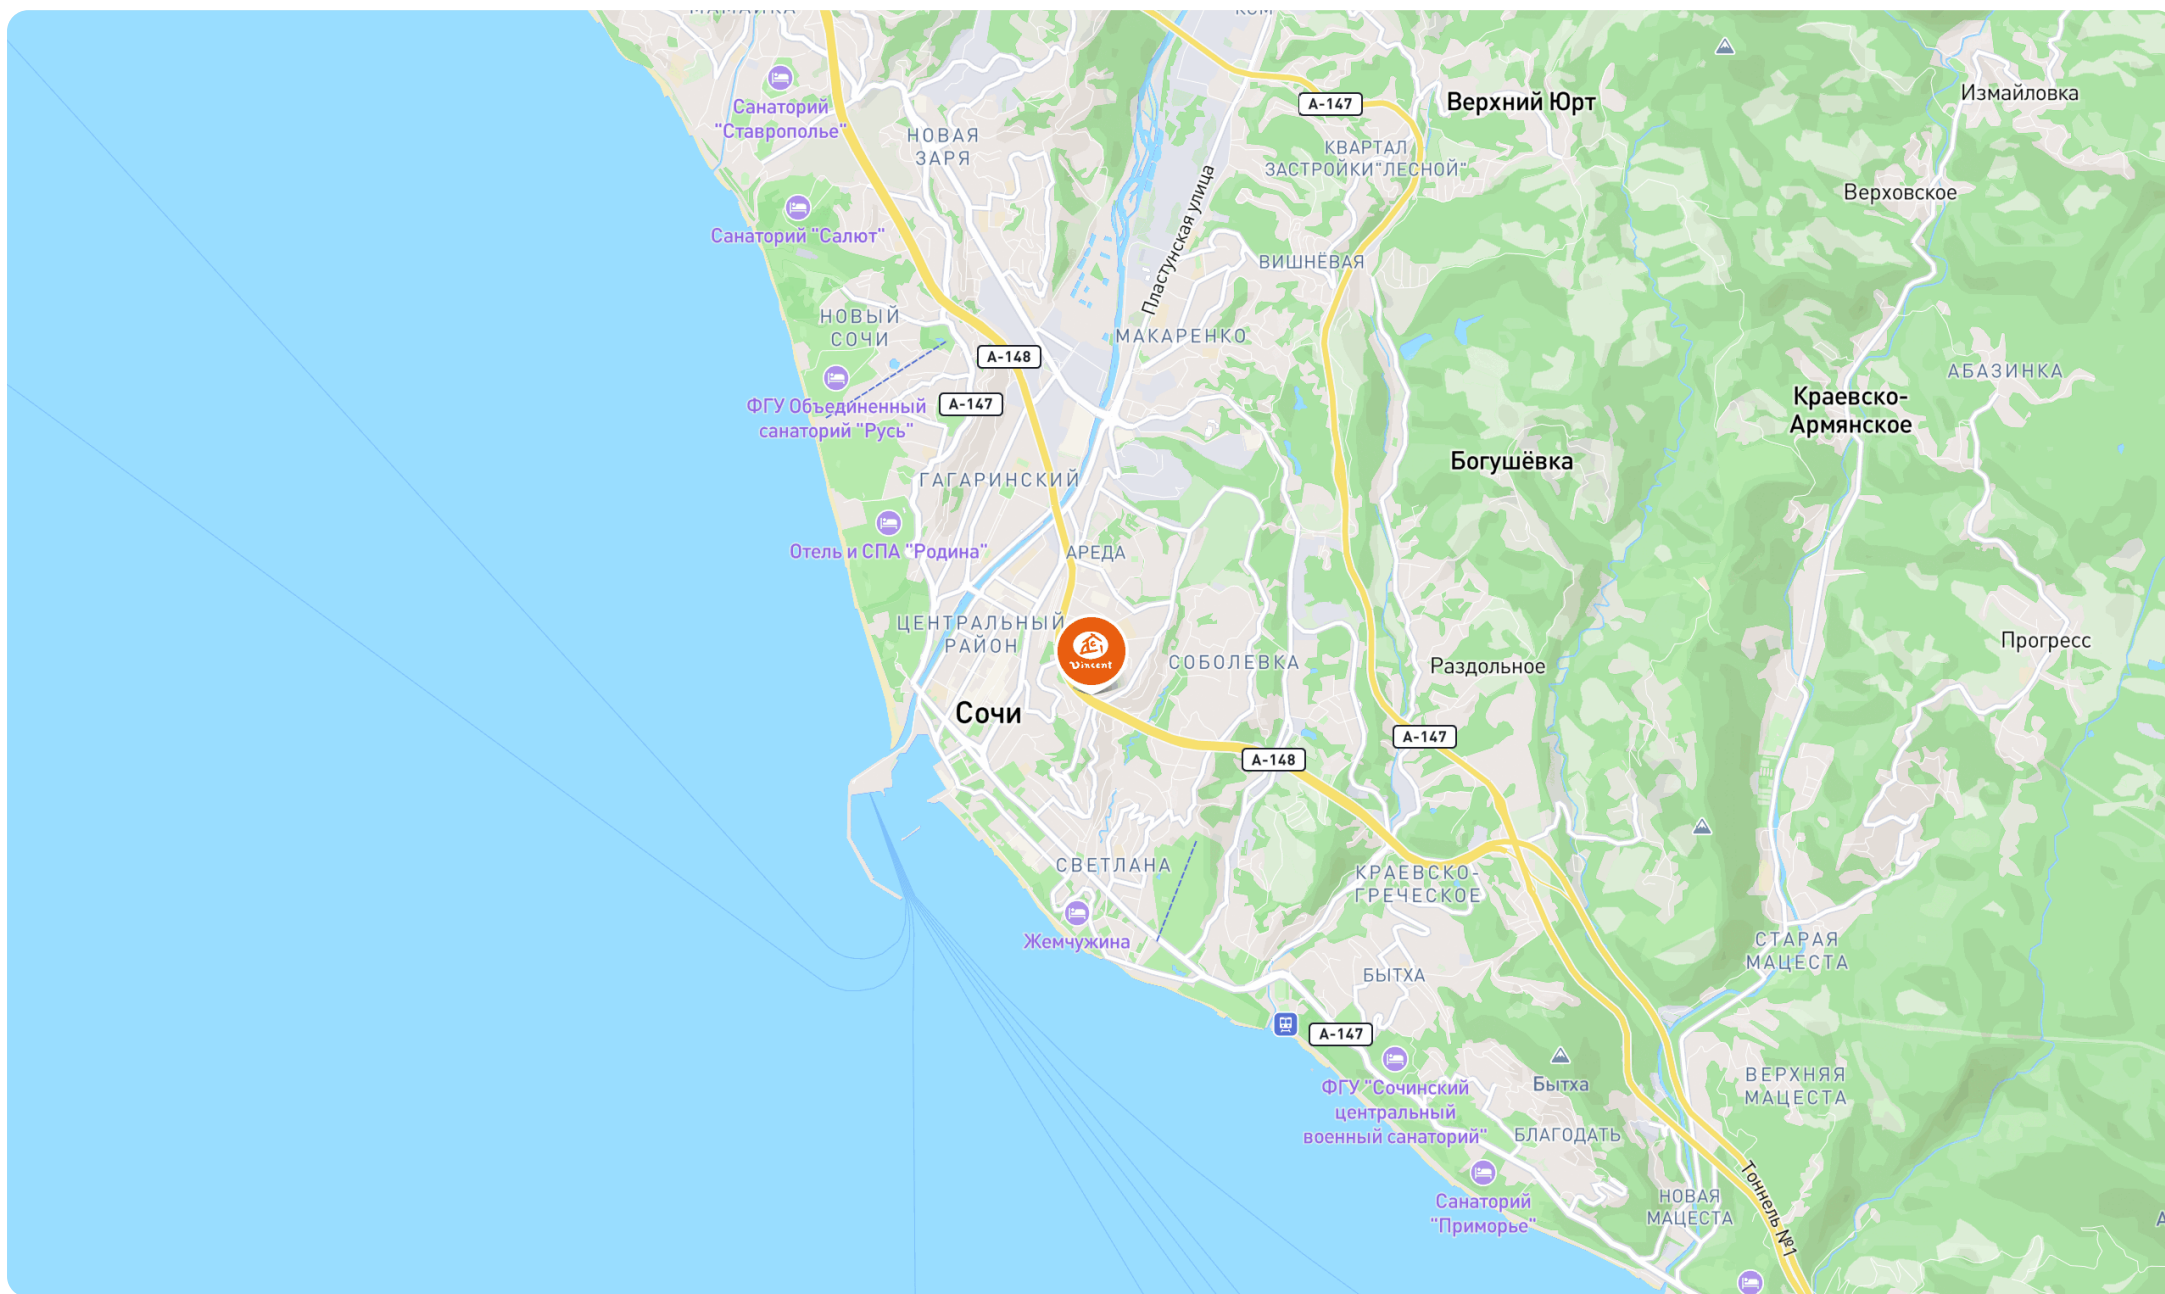 МАМАЙКА
КОМ
Санаторий
"Ставрополье"
НОВАЯ
ЗАРЯ
А-147
Верхний Юрт
Измайловка
КВАРТАЛ
ЗАСТРОЙКИ"ЛЕСНОЙ"
Верховское
Санаторий "Салют"
Пластунская улица
ВИШНЁВАЯ
НОВЫЙ
СОЧИ
МАКАРЕНКО
А-148
АБАЗИНКА
ФГУ Объединенный
санаторий "Русь"
А-147
Краевско-
Армянское
Богушёвка
ГАГАРИНСКИЙ
Отель и СПА "Родина"
АРЕДА
ЦЕНТРАЛЬНЫЙ
РАЙОН
Vincent
СОБОЛЕВКА
Раздольное
Прогресс
Сочи
А-147
А-148
СВЕТЛАНА
КРАЕВСКО-
ГРЕЧЕСКОЕ
Жемчужина
СТАРАЯ
МАЦЕСТА
БЫТХА
А-147
ФГУ "Сочинский
центральный
военный санаторий"
Бытха
ВЕРХНЯЯ
МАЦЕСТА
БЛАГОДАТЬ
Санаторий
"Приморье"
НОВАЯ
МАЦЕСТА
Тоннель №1